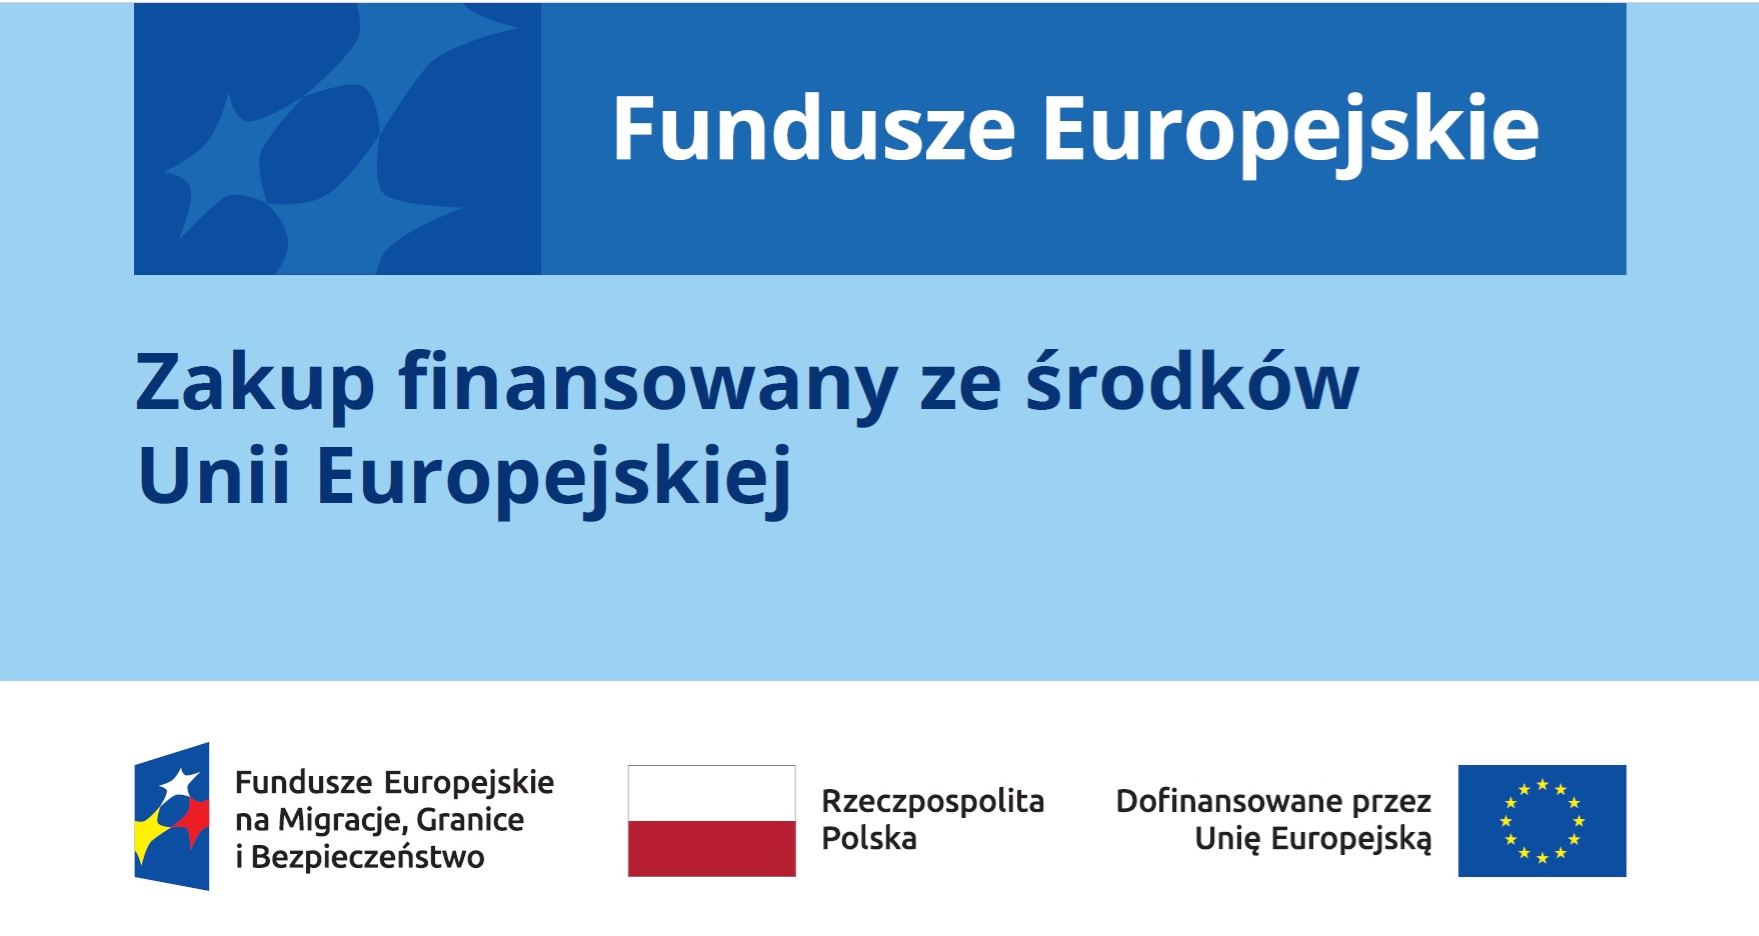 Fundusze Europejskie
Zakup finansowany ze środków
Unii Europejskiej
Fundusze Europejskie
na Migracje, Granice
i Bezpieczeństwo
Rzeczpospolita
Polska
Dofinansowane przez
Unię Europejską